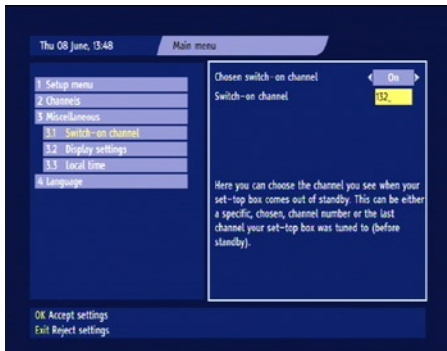 Thu 08 June, 13:48
Main menu
1 Setup menu
2 Channels
3 Miscellaneous
3.1 Switch-on channel
3.2 Display settings
3.3 Local time
4 Language
Chosen switch-on channel
On
Switch-on channel
132_
Here you can choose the channel you see when your
set-top box comes out of standby. This can be either
a specific, chosen, channel number or the last
channel your set-top box was tuned to (before
standby).
OK Accept settings
Exit Reject settings